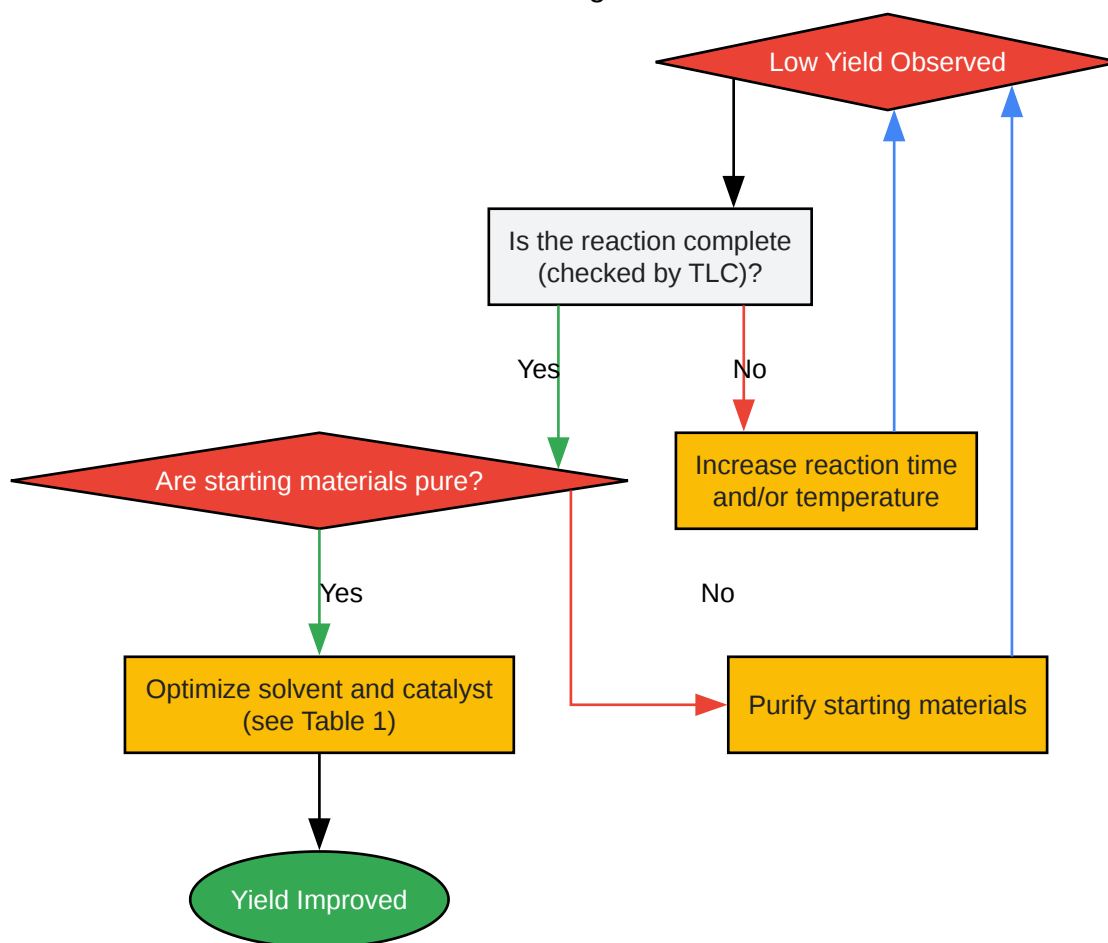 Low Yield Observed
Is the reaction complete
(checked by TLC)?
Yes
No
Are starting materials pure?
Increase reaction time
and/or temperature
Yes
No
Optimize solvent and catalyst
(see Table 1)
Purify starting materials
Yield Improved